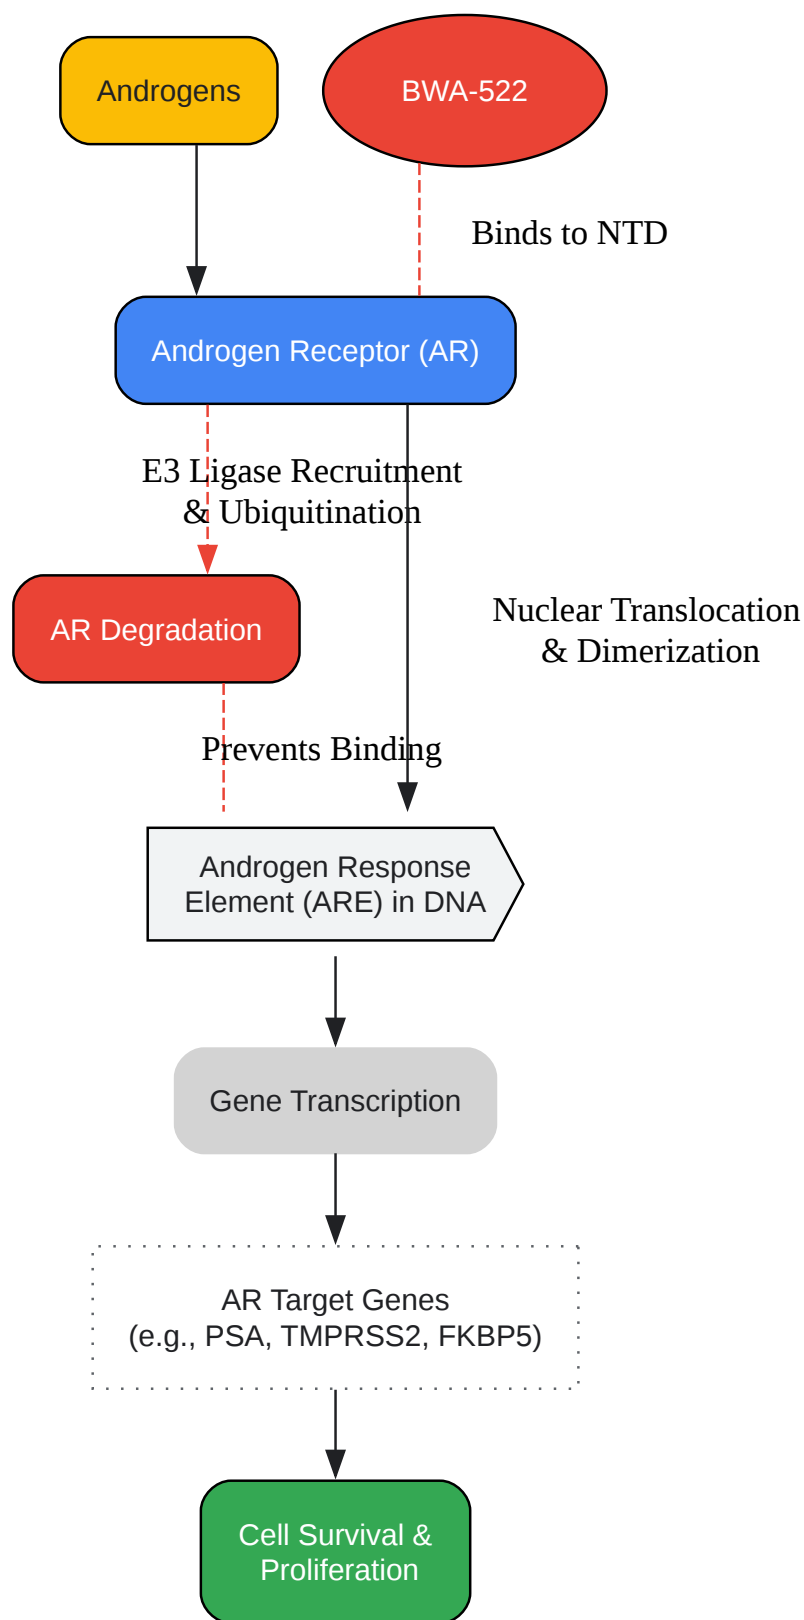 Androgens
BWA-522
Binds to NTD
Androgen Receptor (AR)
E3 Ligase Recruitment
& Ubiquitination
AR Degradation
Nuclear Translocation
& Dimerization
Prevents Binding
Androgen Response
Element (ARE) in DNA
Gene Transcription
AR Target Genes
(e.g., PSA, TMPRSS2, FKBP5)
Cell Survival &
Proliferation